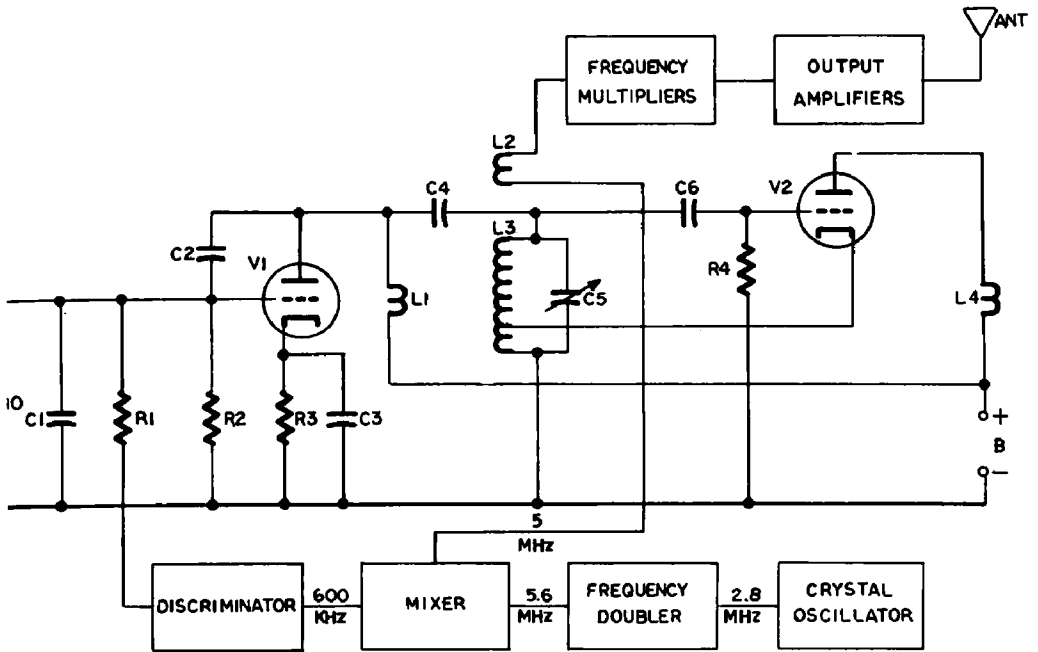 ANT
FREQUENCY
MULTIPLIERS
OUTPUT
AMPLIFIERS
L2
C4
C6
V2
C2
V1
L3
R4
L1
C5
L4
IO
C1
R1
R2
R3
C3
+
B
−
5
MHz
DISCRIMINATOR
600
KHz
MIXER
5.6
MHz
FREQUENCY
DOUBLER
2.8
MHz
CRYSTAL
OSCILLATOR